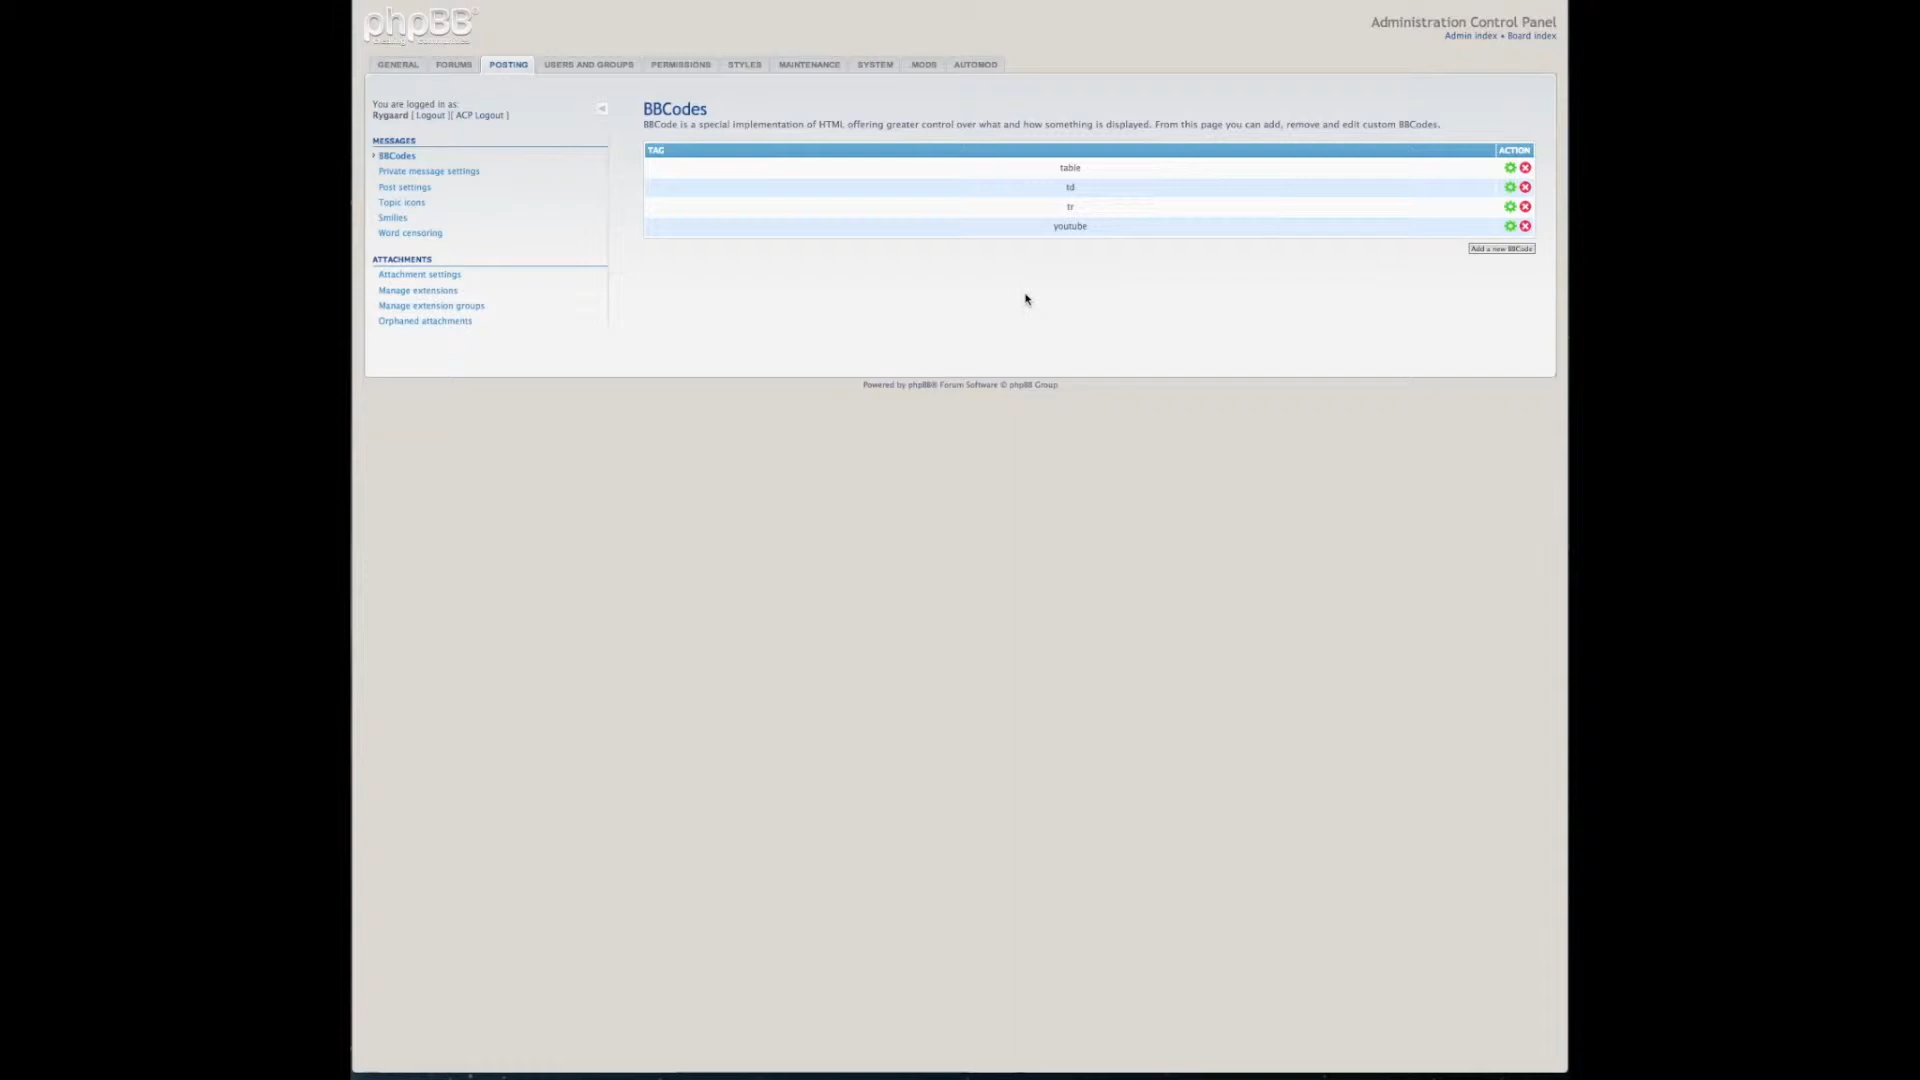 phpBB
Administration Control Panel
Admin index • Board index
GENERAL FORUMS POSTING USERS AND GROUPS PERMISSIONS STYLES MAINTENANCE SYSTEM .MODS AUTOMOD
You are logged in as:
Rygaard [ Logout ][ ACP Logout ]
MESSAGES
BBCodes
Private message settings
Post settings
Topic icons
Smilies
Word censoring
ATTACHMENTS
Attachment settings
Manage extensions
Manage extension groups
Orphaned attachments
BBCodes
BBCode is a special implementation of HTML offering greater control over what and how something is displayed. From this page you can add, remove and edit custom BBCodes.
TAG ACTION
table
td
tr
youtube
Add a new BBCode
Powered by phpBB® Forum Software © phpBB Group